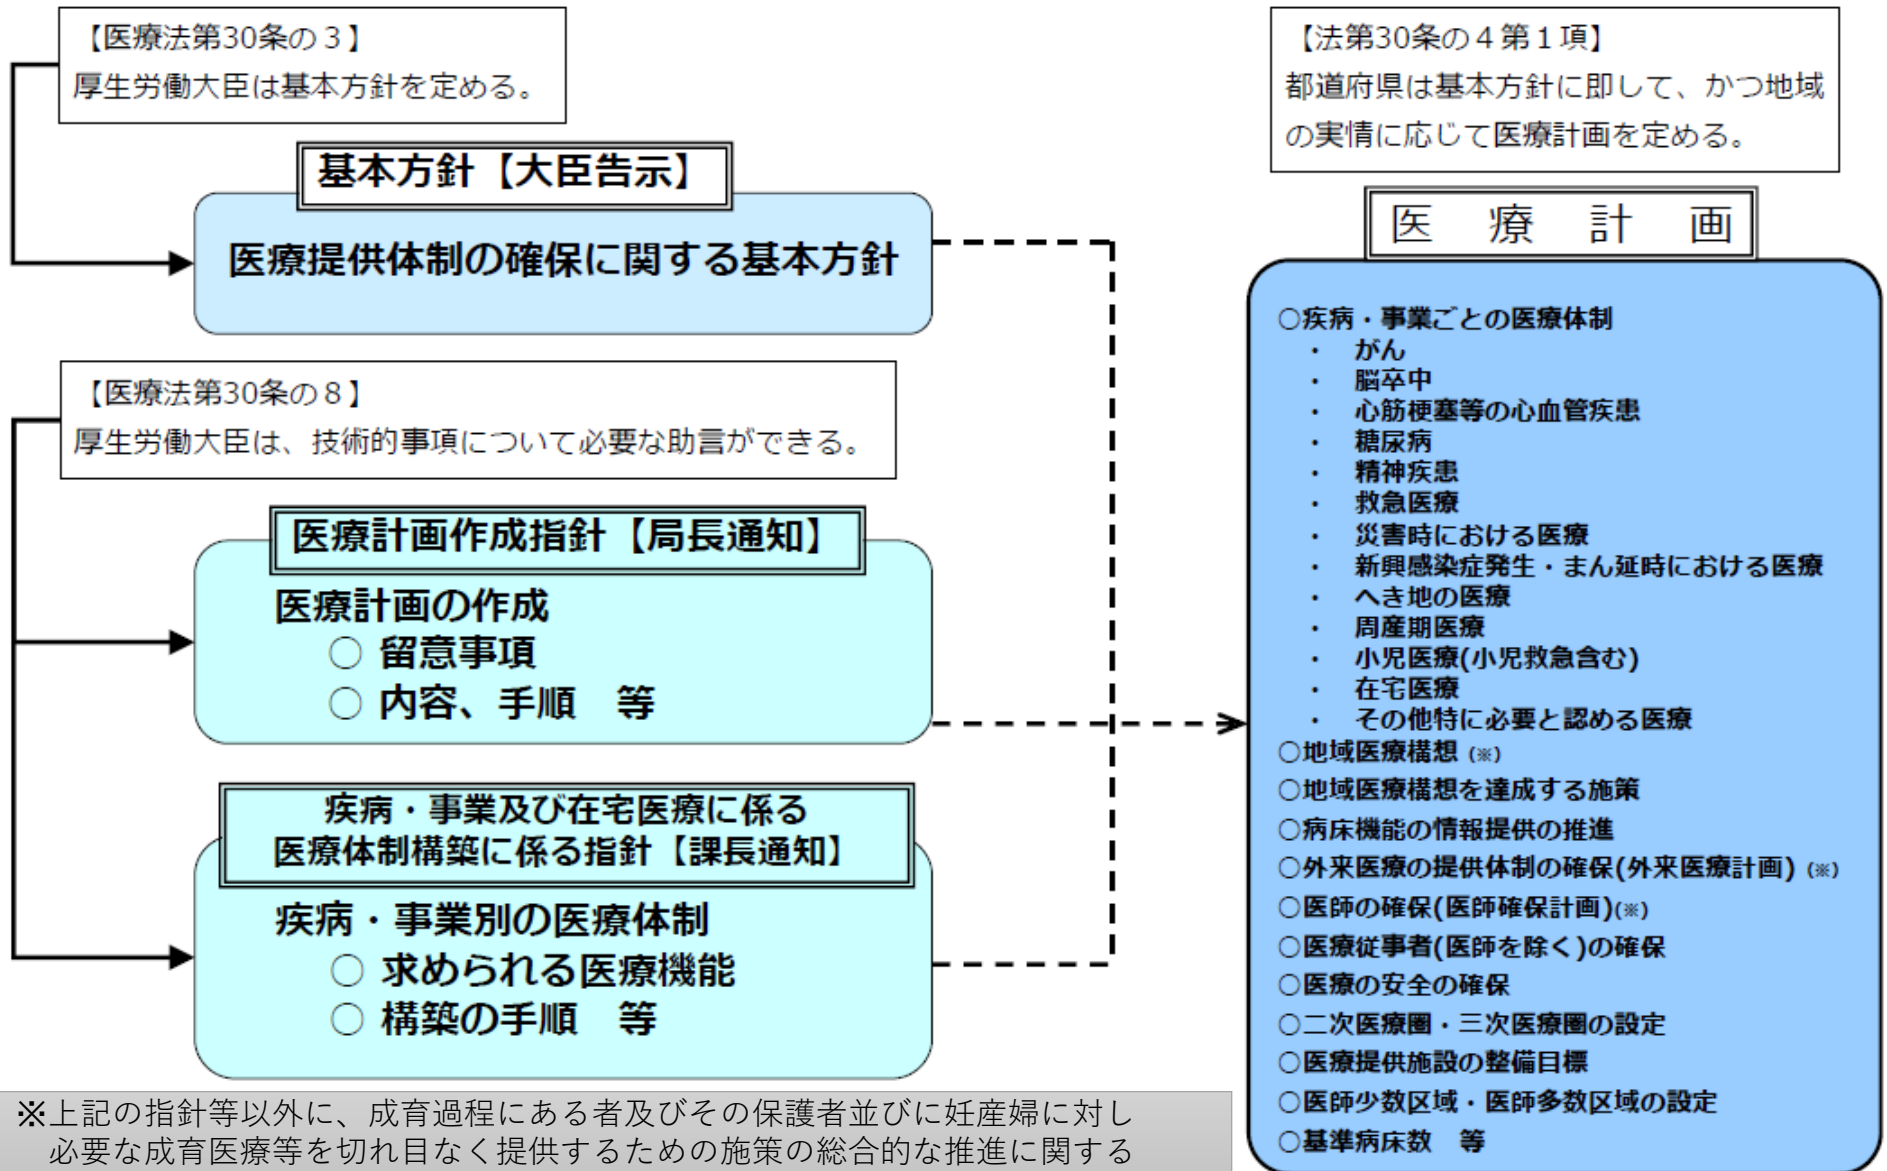 【医療法第30条の３】
厚生労働大臣は基本方針を定める。
基本方針【大臣告示】
医療提供体制の確保に関する基本方針
【医療法第30条の８】
厚生労働大臣は、技術的事項について必要な助言ができる。
医療計画作成指針【局長通知】
医療計画の作成
○ 留意事項
○ 内容、手順　等
疾病・事業及び在宅医療に係る
医療体制構築に係る指針【課長通知】
疾病・事業別の医療体制
○ 求められる医療機能
○ 構築の手順　等
※上記の指針等以外に、成育過程にある者及びその保護者並びに妊産婦に対し
必要な成育医療等を切れ目なく提供するための施策の総合的な推進に関する
【法第30条の４第１項】
都道府県は基本方針に即して、かつ地域
の実情に応じて医療計画を定める。
医　療　計　画
○疾病・事業ごとの医療体制
・　がん
・　脳卒中
・　心筋梗塞等の心血管疾患
・　糖尿病
・　精神疾患
・　救急医療
・　災害時における医療
・　新興感染症発生・まん延時における医療
・　へき地の医療
・　周産期医療
・　小児医療(小児救急含む)
・　在宅医療
・　その他特に必要と認める医療
○地域医療構想（※）
○地域医療構想を達成する施策
○病床機能の情報提供の推進
○外来医療の提供体制の確保(外来医療計画)（※）
○医師の確保(医師確保計画)(※)
○医療従事者(医師を除く)の確保
○医療の安全の確保
○二次医療圏・三次医療圏の設定
○医療提供施設の整備目標
○医師少数区域・医師多数区域の設定
○基準病床数　等